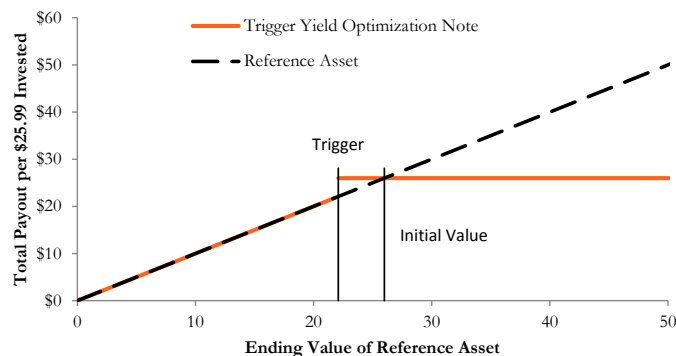 $60
$50
$40
$30
$20
$10
$0
Total Payout per $25.99 Invested
Trigger Yield Optimization Note
Reference Asset
Trigger
Initial Value
0 10 20 30 40 50
Ending Value of Reference Asset